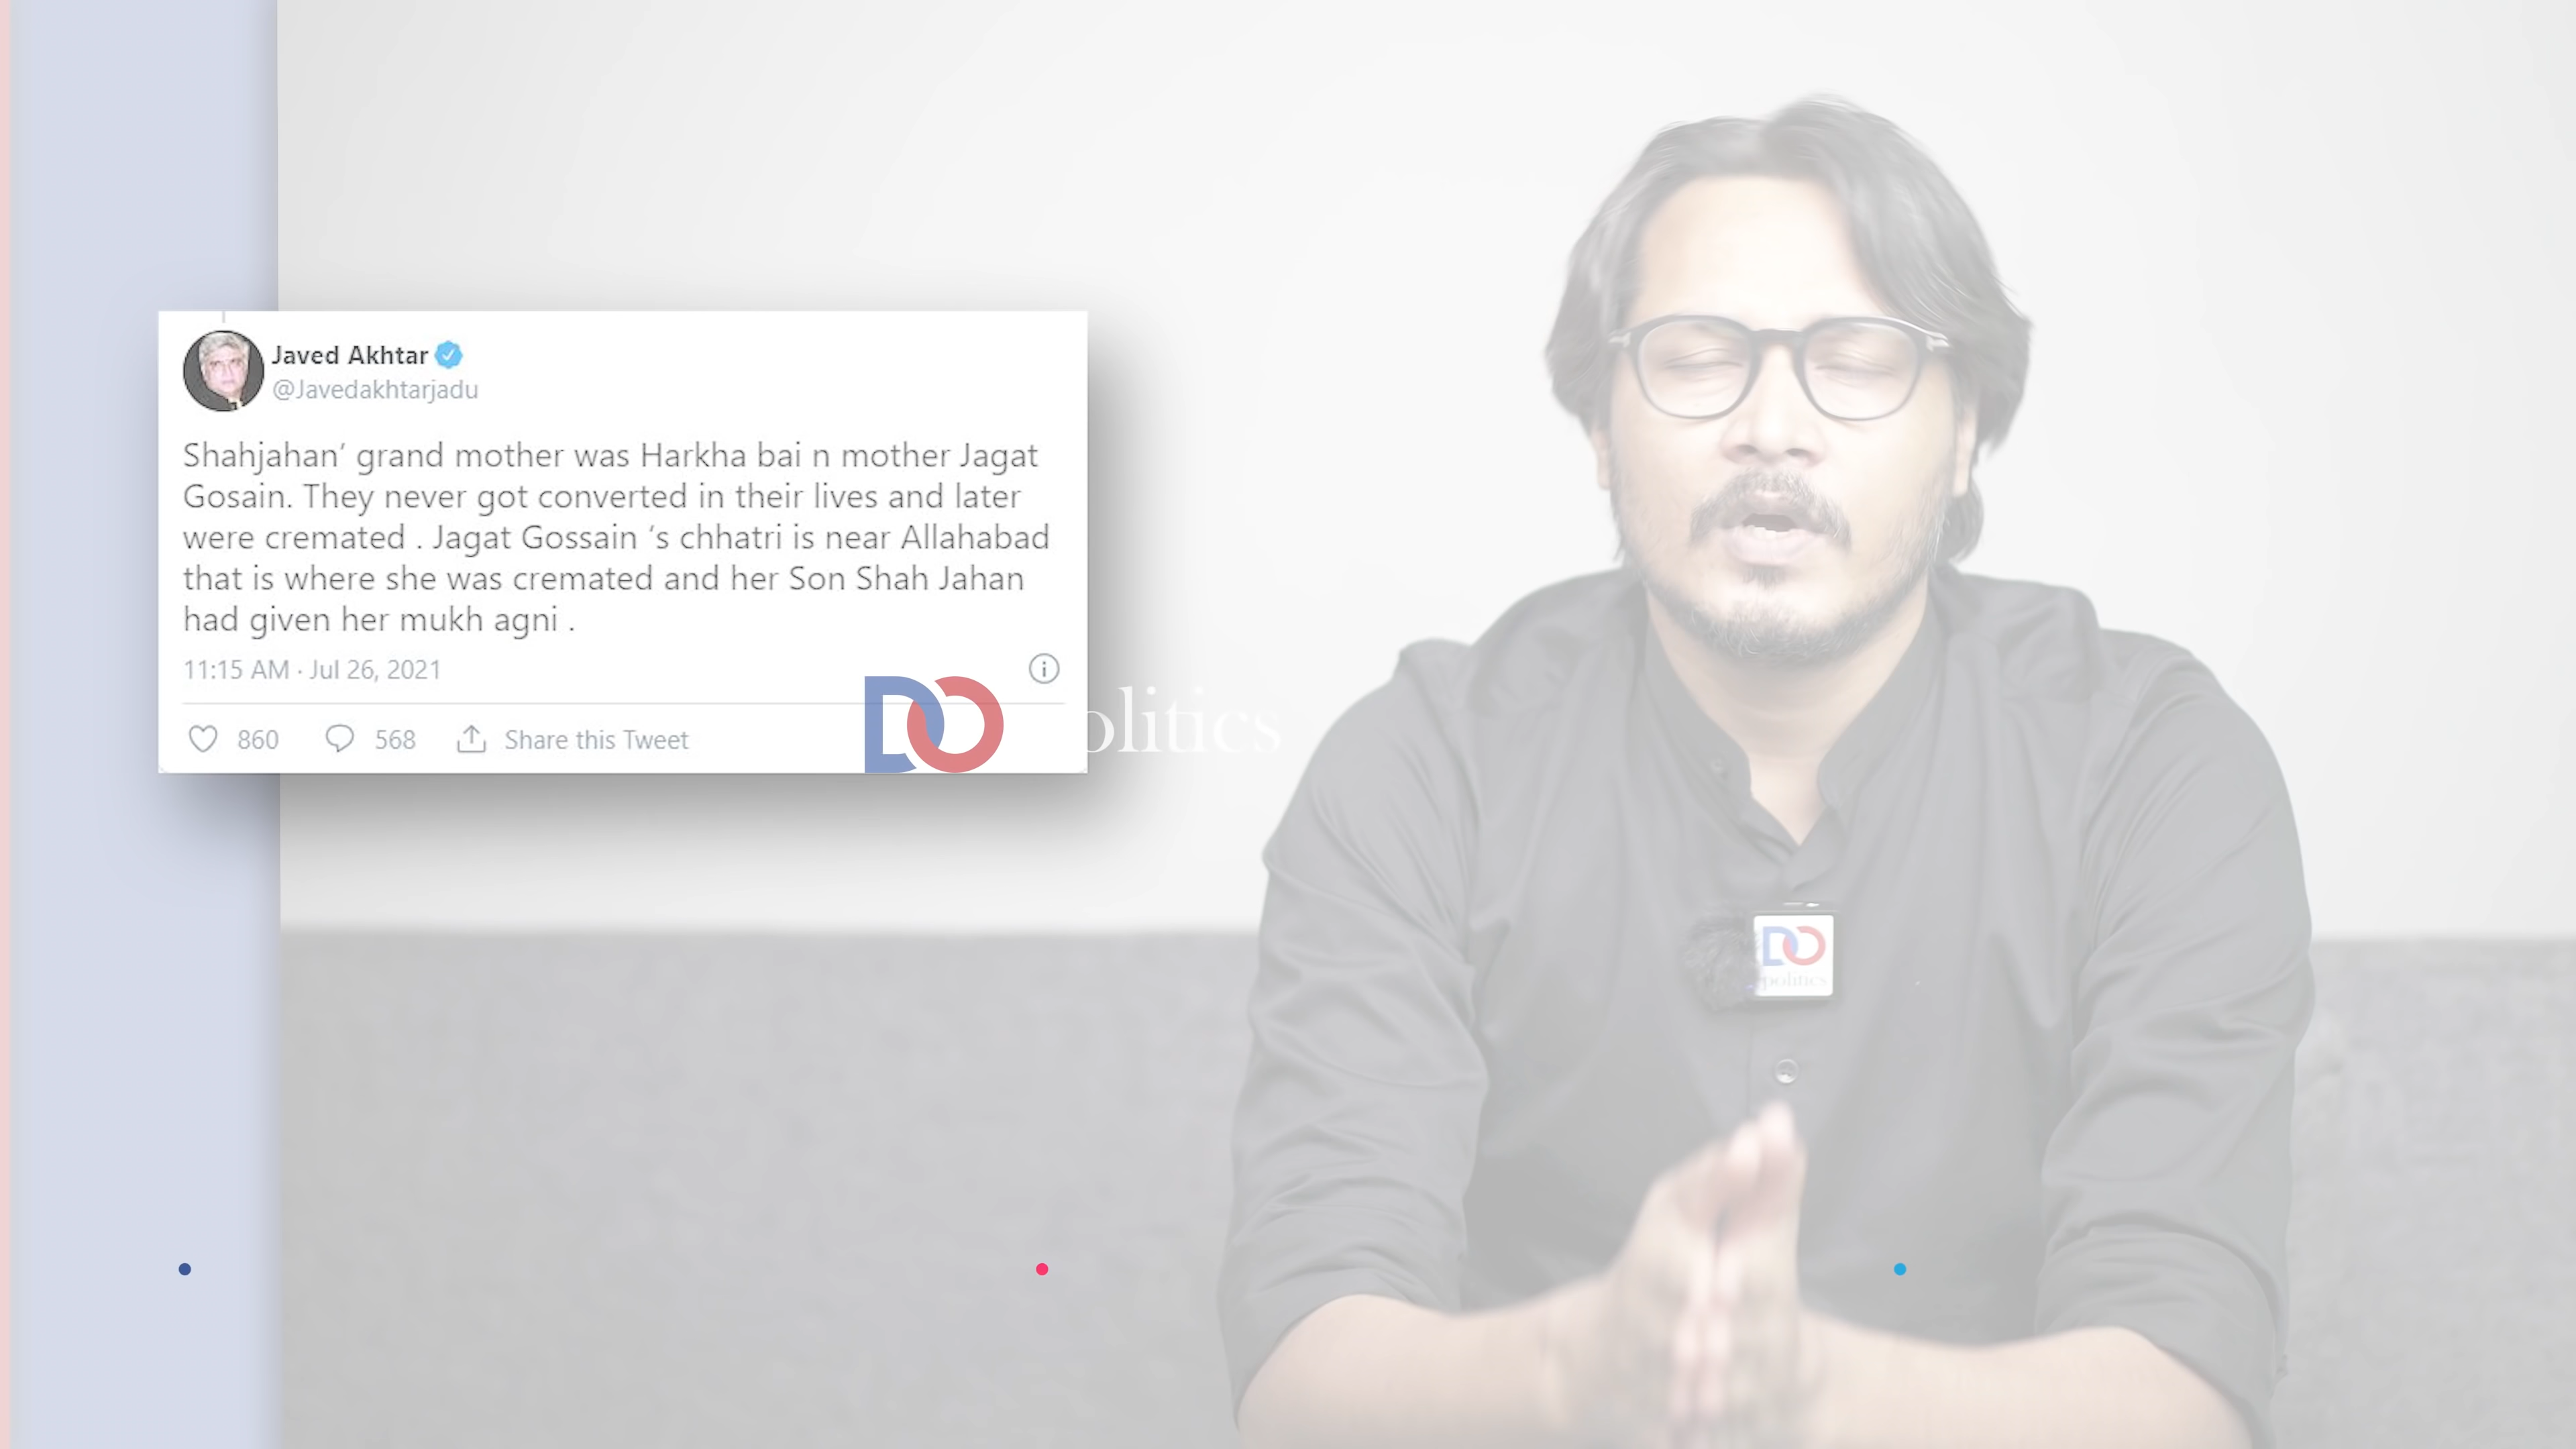 Javed Akhtar
@Javedakhtarjadu
Shahjahan’ grand mother was Harkha bai n mother Jagat
Gosain. They never got converted in their lives and later
were cremated . Jagat Gossain ‘s chhatri is near Allahabad
that is where she was cremated and her Son Shah Jahan
had given her mukh agni .
11:15 AM · Jul 26, 2021
860 568 Share this Tweet
DO
olitics
DO
politics